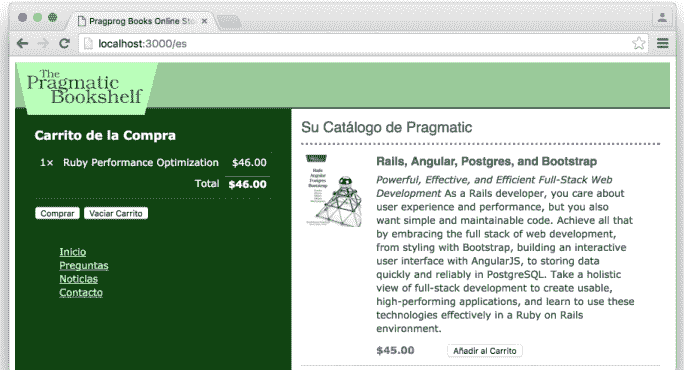 Pragprog Books Online Sto
localhost:3000/es
The
Pragmatic
Bookshelf
Carrito de la Compra
1× Ruby Performance Optimization $46.00
Total $46.00
Comprar Vaciar Carrito
Inicio
Preguntas
Noticias
Contacto
Su Catálogo de Pragmatic
Rails, Angular, Postgres, and Bootstrap
Powerful, Effective, and Efficient Full-Stack Web
Development As a Rails developer, you care about
user experience and performance, but you also
want simple and maintainable code. Achieve all that
by embracing the full stack of web development,
from styling with Bootstrap, building an interactive
user interface with AngularJS, to storing data
quickly and reliably in PostgreSQL. Take a holistic
view of full-stack development to create usable,
high-performing applications, and learn to use these
technologies effectively in a Ruby on Rails
environment.
$45.00 Añadir al Carrito
Rails
Angular
Postgres
Bootstrap